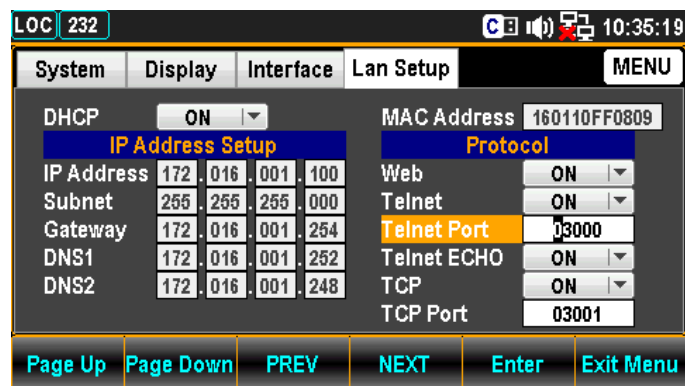 LOC 232 C 10:35:19
System Display Interface Lan Setup MENU
DHCP ON
IP Address Setup
IP Address 172 . 016 . 001 . 100
Subnet 255 . 255 . 255 . 000
Gateway 172 . 016 . 001 . 254
DNS1 172 . 016 . 001 . 252
DNS2 172 . 016 . 001 . 248
MAC Address 160110FF0809
Protocol
Web ON
Telnet ON
Telnet Port 03000
Telnet ECHO ON
TCP ON
TCP Port 03001
Page Up Page Down PREV NEXT Enter Exit Menu